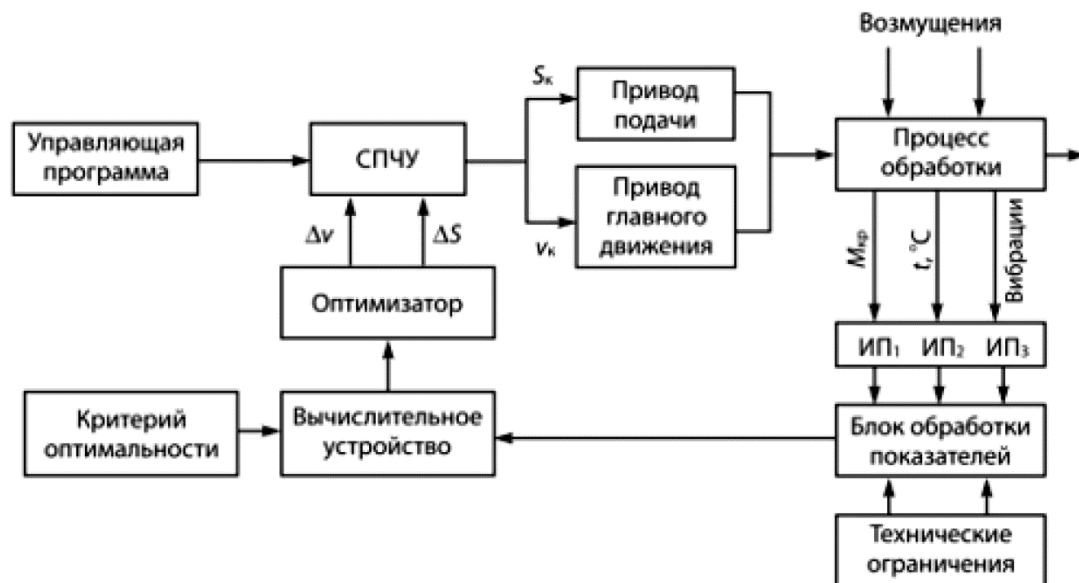 Возмущения
Sк
Привод
подачи
Управляющая
программа
СПЧУ
Процесс
обработки
Привод
главного
движения
vк
Δv
ΔS
Mкр
t, °C
Вибрации
Оптимизатор
ИП₁ ИП₂ ИП₃
Критерий
оптимальности
Вычислительное
устройство
Блок обработки
показателей
Технические
ограничения